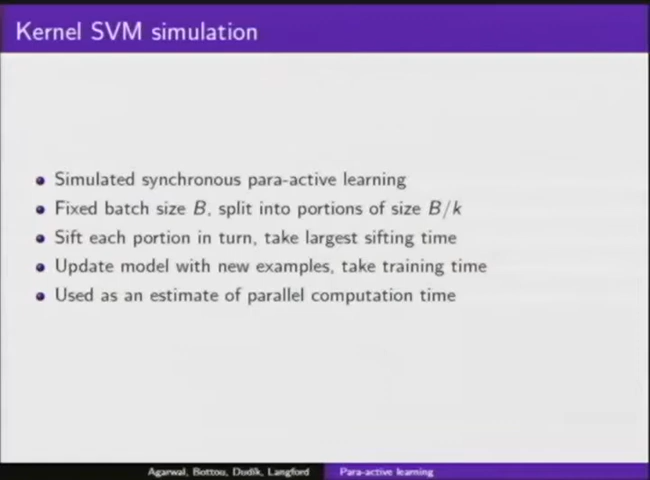 Kernel SVM simulation
Simulated synchronous para-active learning
Fixed batch size B, split into portions of size B/k
Sift each portion in turn, take largest sifting time
Update model with new examples, take training time
Used as an estimate of parallel computation time
Agarwal, Bottou, Dudík, Langford Para-active learning